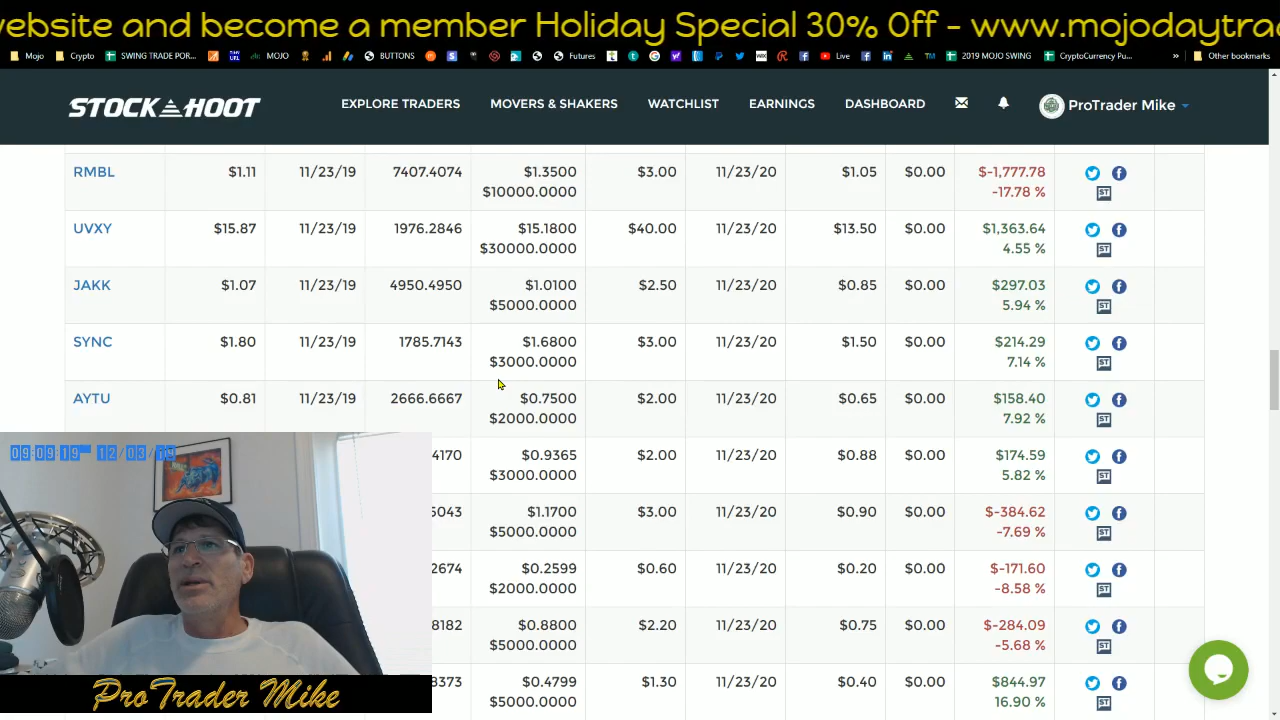 website and become a member Holiday Special 30% Off - www.mojodaytrad
Mojo Crypto SWING TRADE POR... MOJO BUTTONS Futures Live 2019 MOJO SWING CryptoCurrency Pu... » Other bookmarks
STOCK HOOT EXPLORE TRADERS MOVERS & SHAKERS WATCHLIST EARNINGS DASHBOARD ProTrader Mike
RMBL $1.11 11/23/19 7407.4074 $1.3500 $3.00 11/23/20 $1.05 $0.00 $-1,777.78
$10000.0000 -17.78 %
UVXY $15.87 11/23/19 1976.2846 $15.1800 $40.00 11/23/20 $13.50 $0.00 $1,363.64
$30000.0000 4.55 %
JAKK $1.07 11/23/19 4950.4950 $1.0100 $2.50 11/23/20 $0.85 $0.00 $297.03
$5000.0000 5.94 %
SYNC $1.80 11/23/19 1785.7143 $1.6800 $3.00 11/23/20 $1.50 $0.00 $214.29
$3000.0000 7.14 %
AYTU $0.81 11/23/19 2666.6667 $0.7500 $2.00 11/23/20 $0.65 $0.00 $158.40
$2000.0000 7.92 %
4170 $0.9365 $2.00 11/23/20 $0.88 $0.00 $174.59
$3000.0000 5.82 %
5043 $1.1700 $3.00 11/23/20 $0.90 $0.00 $-384.62
$5000.0000 -7.69 %
2674 $0.2599 $0.60 11/23/20 $0.20 $0.00 $-171.60
$2000.0000 -8.58 %
8182 $0.8800 $2.20 11/23/20 $0.75 $0.00 $-284.09
$5000.0000 -5.68 %
8373 $0.4799 $1.30 11/23/20 $0.40 $0.00 $844.97
$5000.0000 16.90 %
09:09:19 12/03/19
ProTrader Mike